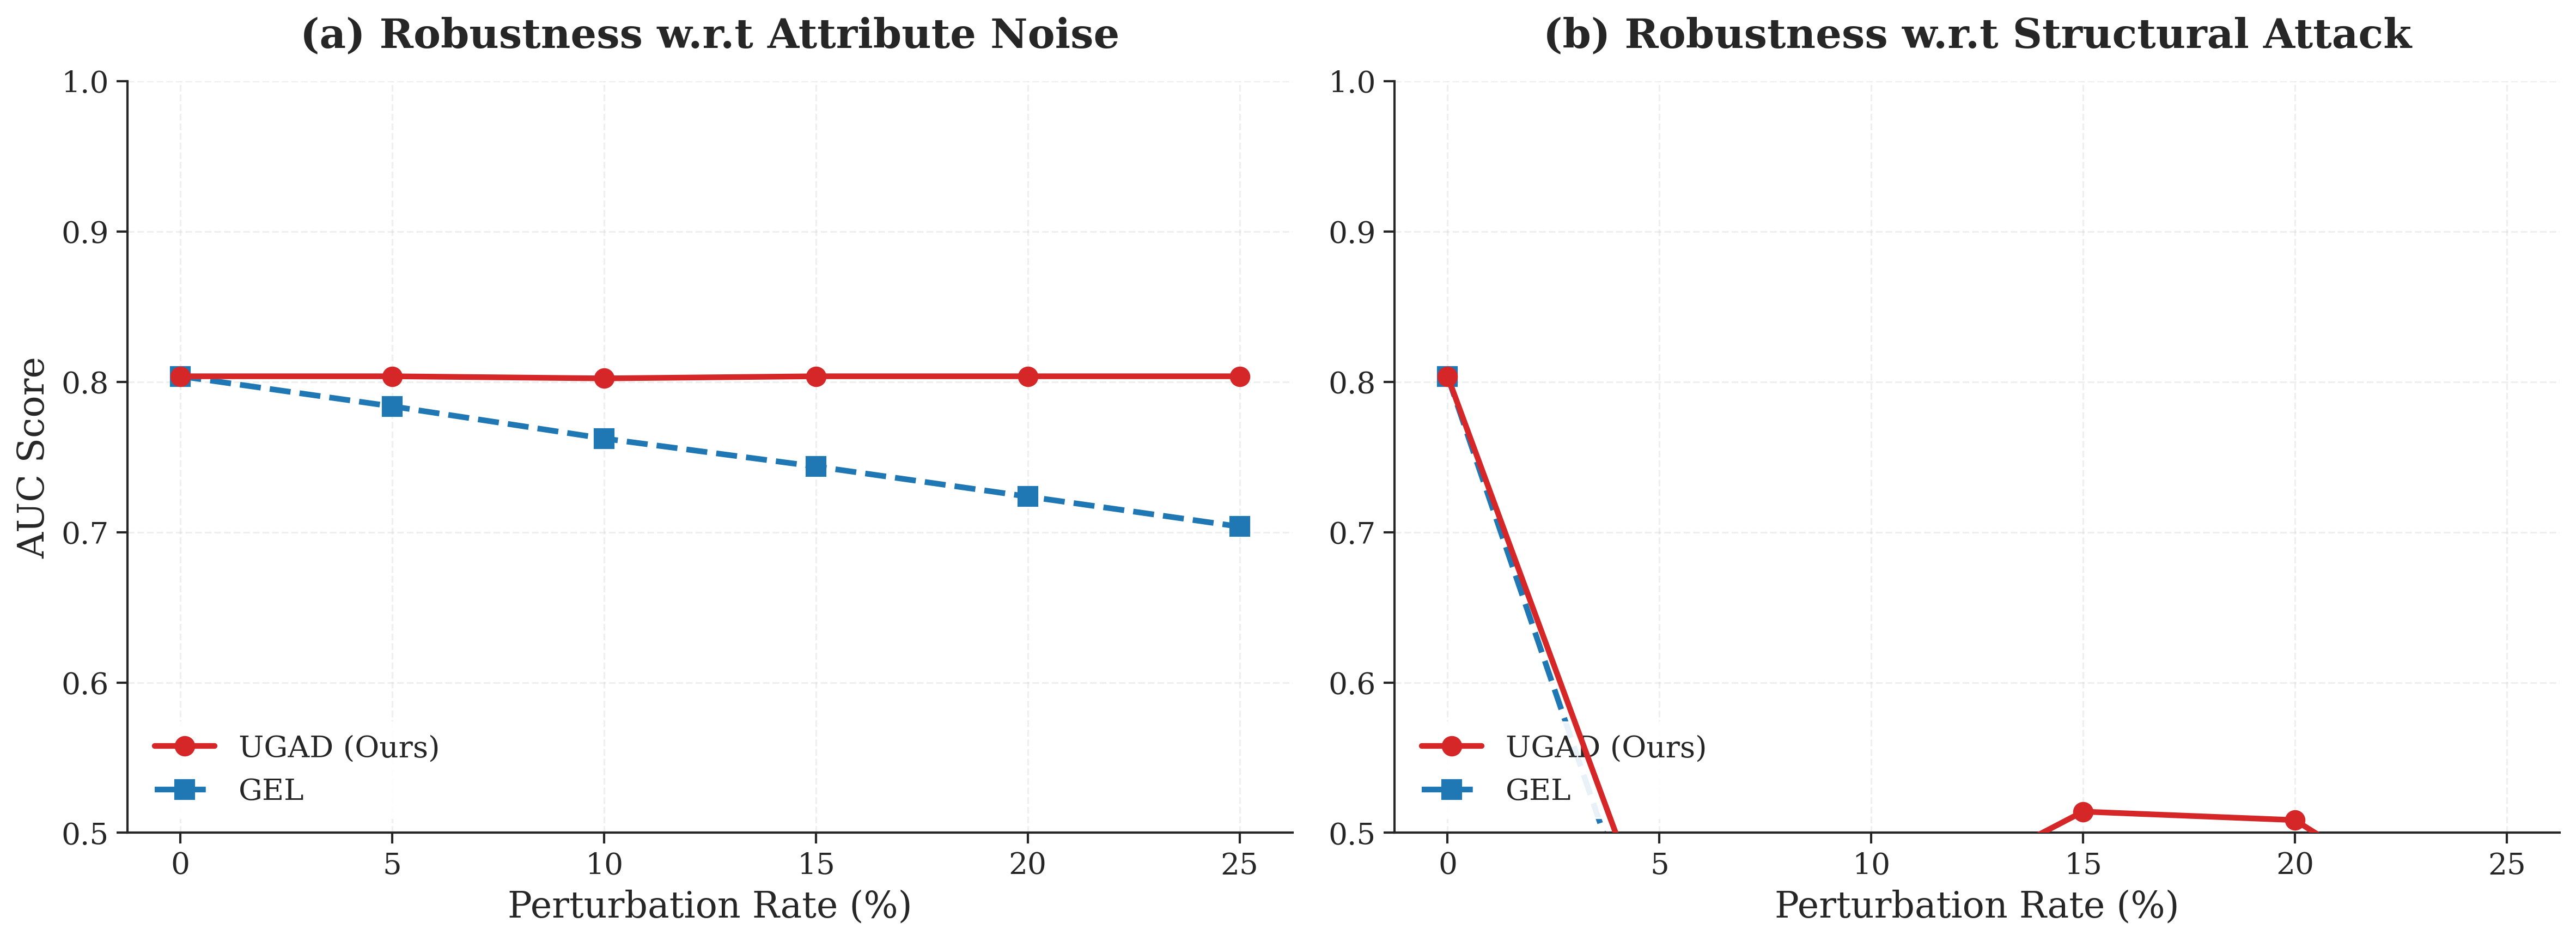 (a) Robustness w.r.t Attribute Noise
1.0
0.9
0.8
0.7
0.6
0.5
AUC Score
UGAD (Ours)
GEL
0 5 10 15 20 25
Perturbation Rate (%)
(b) Robustness w.r.t Structural Attack
1.0
0.9
0.8
0.7
0.6
0.5
UGAD (Ours)
GEL
0 5 10 15 20 25
Perturbation Rate (%)